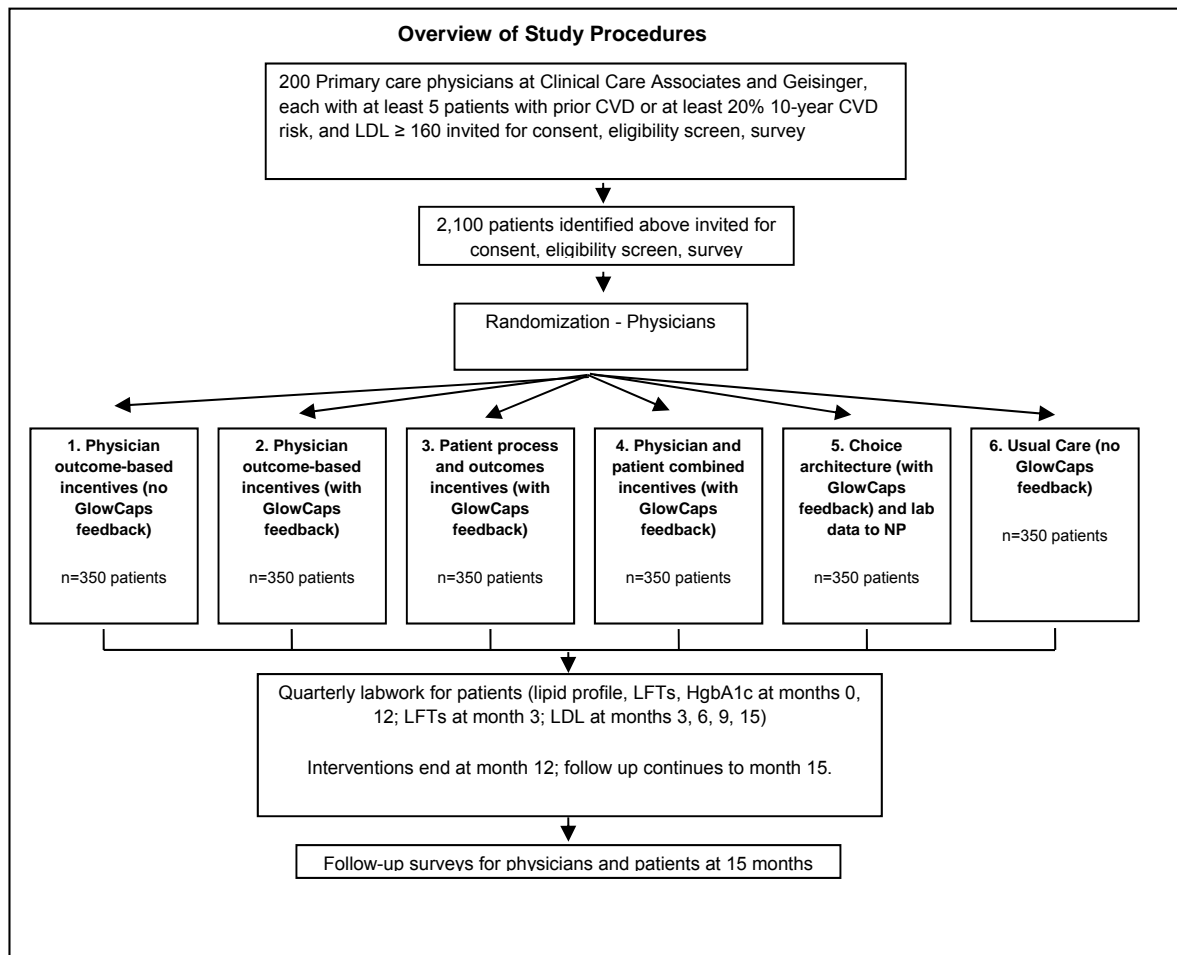 Overview of Study Procedures
200 Primary care physicians at Clinical Care Associates and Geisinger,
each with at least 5 patients with prior CVD or at least 20% 10-year CVD
risk, and LDL ≥ 160 invited for consent, eligibility screen, survey
2,100 patients identified above invited for
consent, eligibility screen, survey
Randomization - Physicians
1. Physician
outcome-based
incentives (no
GlowCaps
feedback)
n=350 patients
2. Physician
outcome-based
incentives (with
GlowCaps
feedback)
n=350 patients
3. Patient process
and outcomes
incentives (with
GlowCaps
feedback)
n=350 patients
4. Physician and
patient combined
incentives (with
GlowCaps
feedback)
n=350 patients
5. Choice
architecture (with
GlowCaps
feedback) and lab
data to NP
n=350 patients
6. Usual Care (no
GlowCaps
feedback)
n=350 patients
Quarterly labwork for patients (lipid profile, LFTs, HgbA1c at months 0,
12; LFTs at month 3; LDL at months 3, 6, 9, 15)
Interventions end at month 12; follow up continues to month 15.
Follow-up surveys for physicians and patients at 15 months